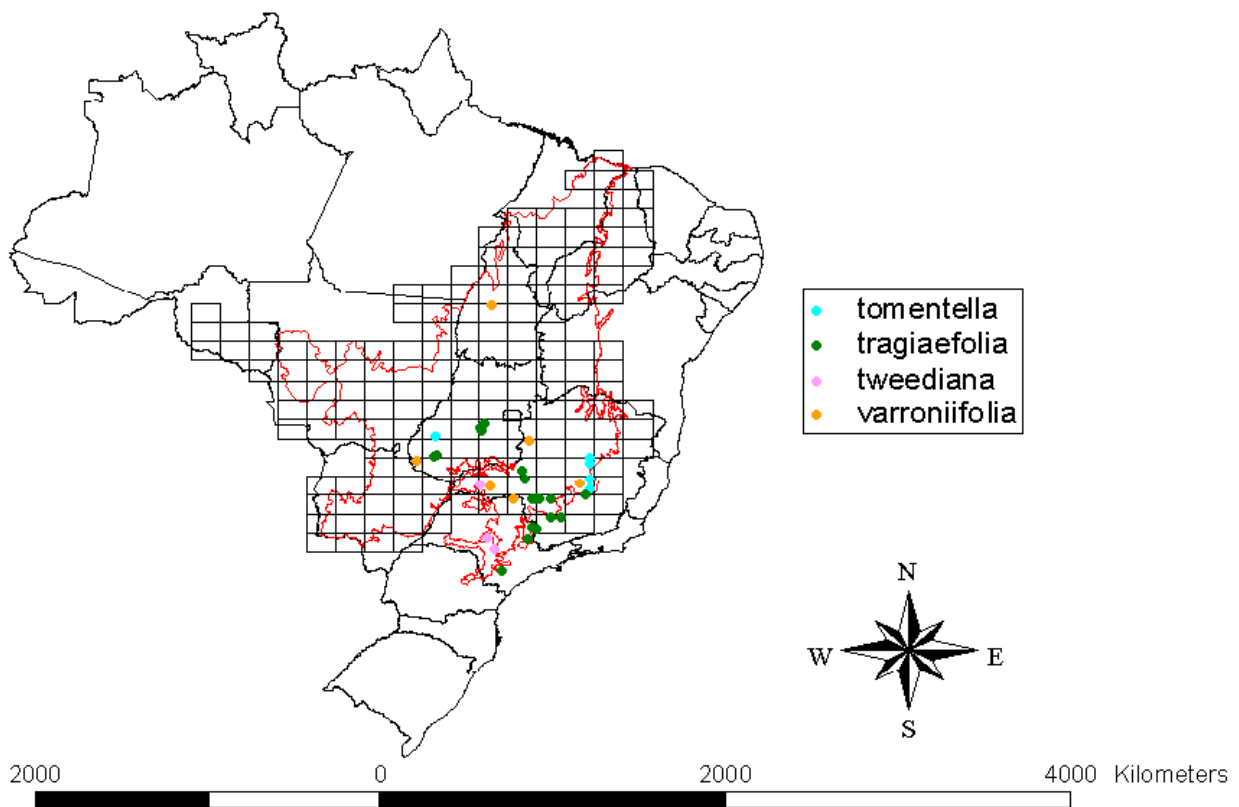 tomentella
tragiaefolia
tweediana
varroniifolia
N
W E
S
2000 0 2000 4000 Kilometers